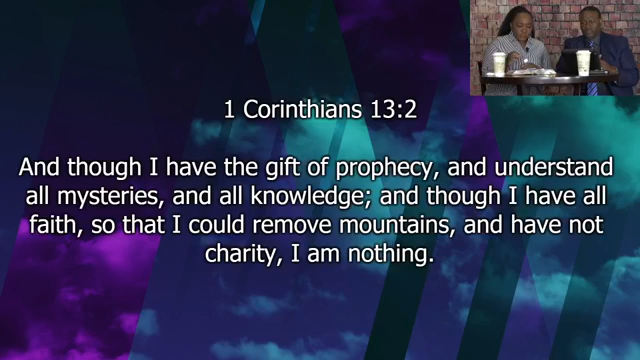 1 Corinthians 13:2
And though I have the gift of prophecy, and understand
all mysteries, and all knowledge; and though I have all
faith, so that I could remove mountains, and have not
charity, I am nothing.